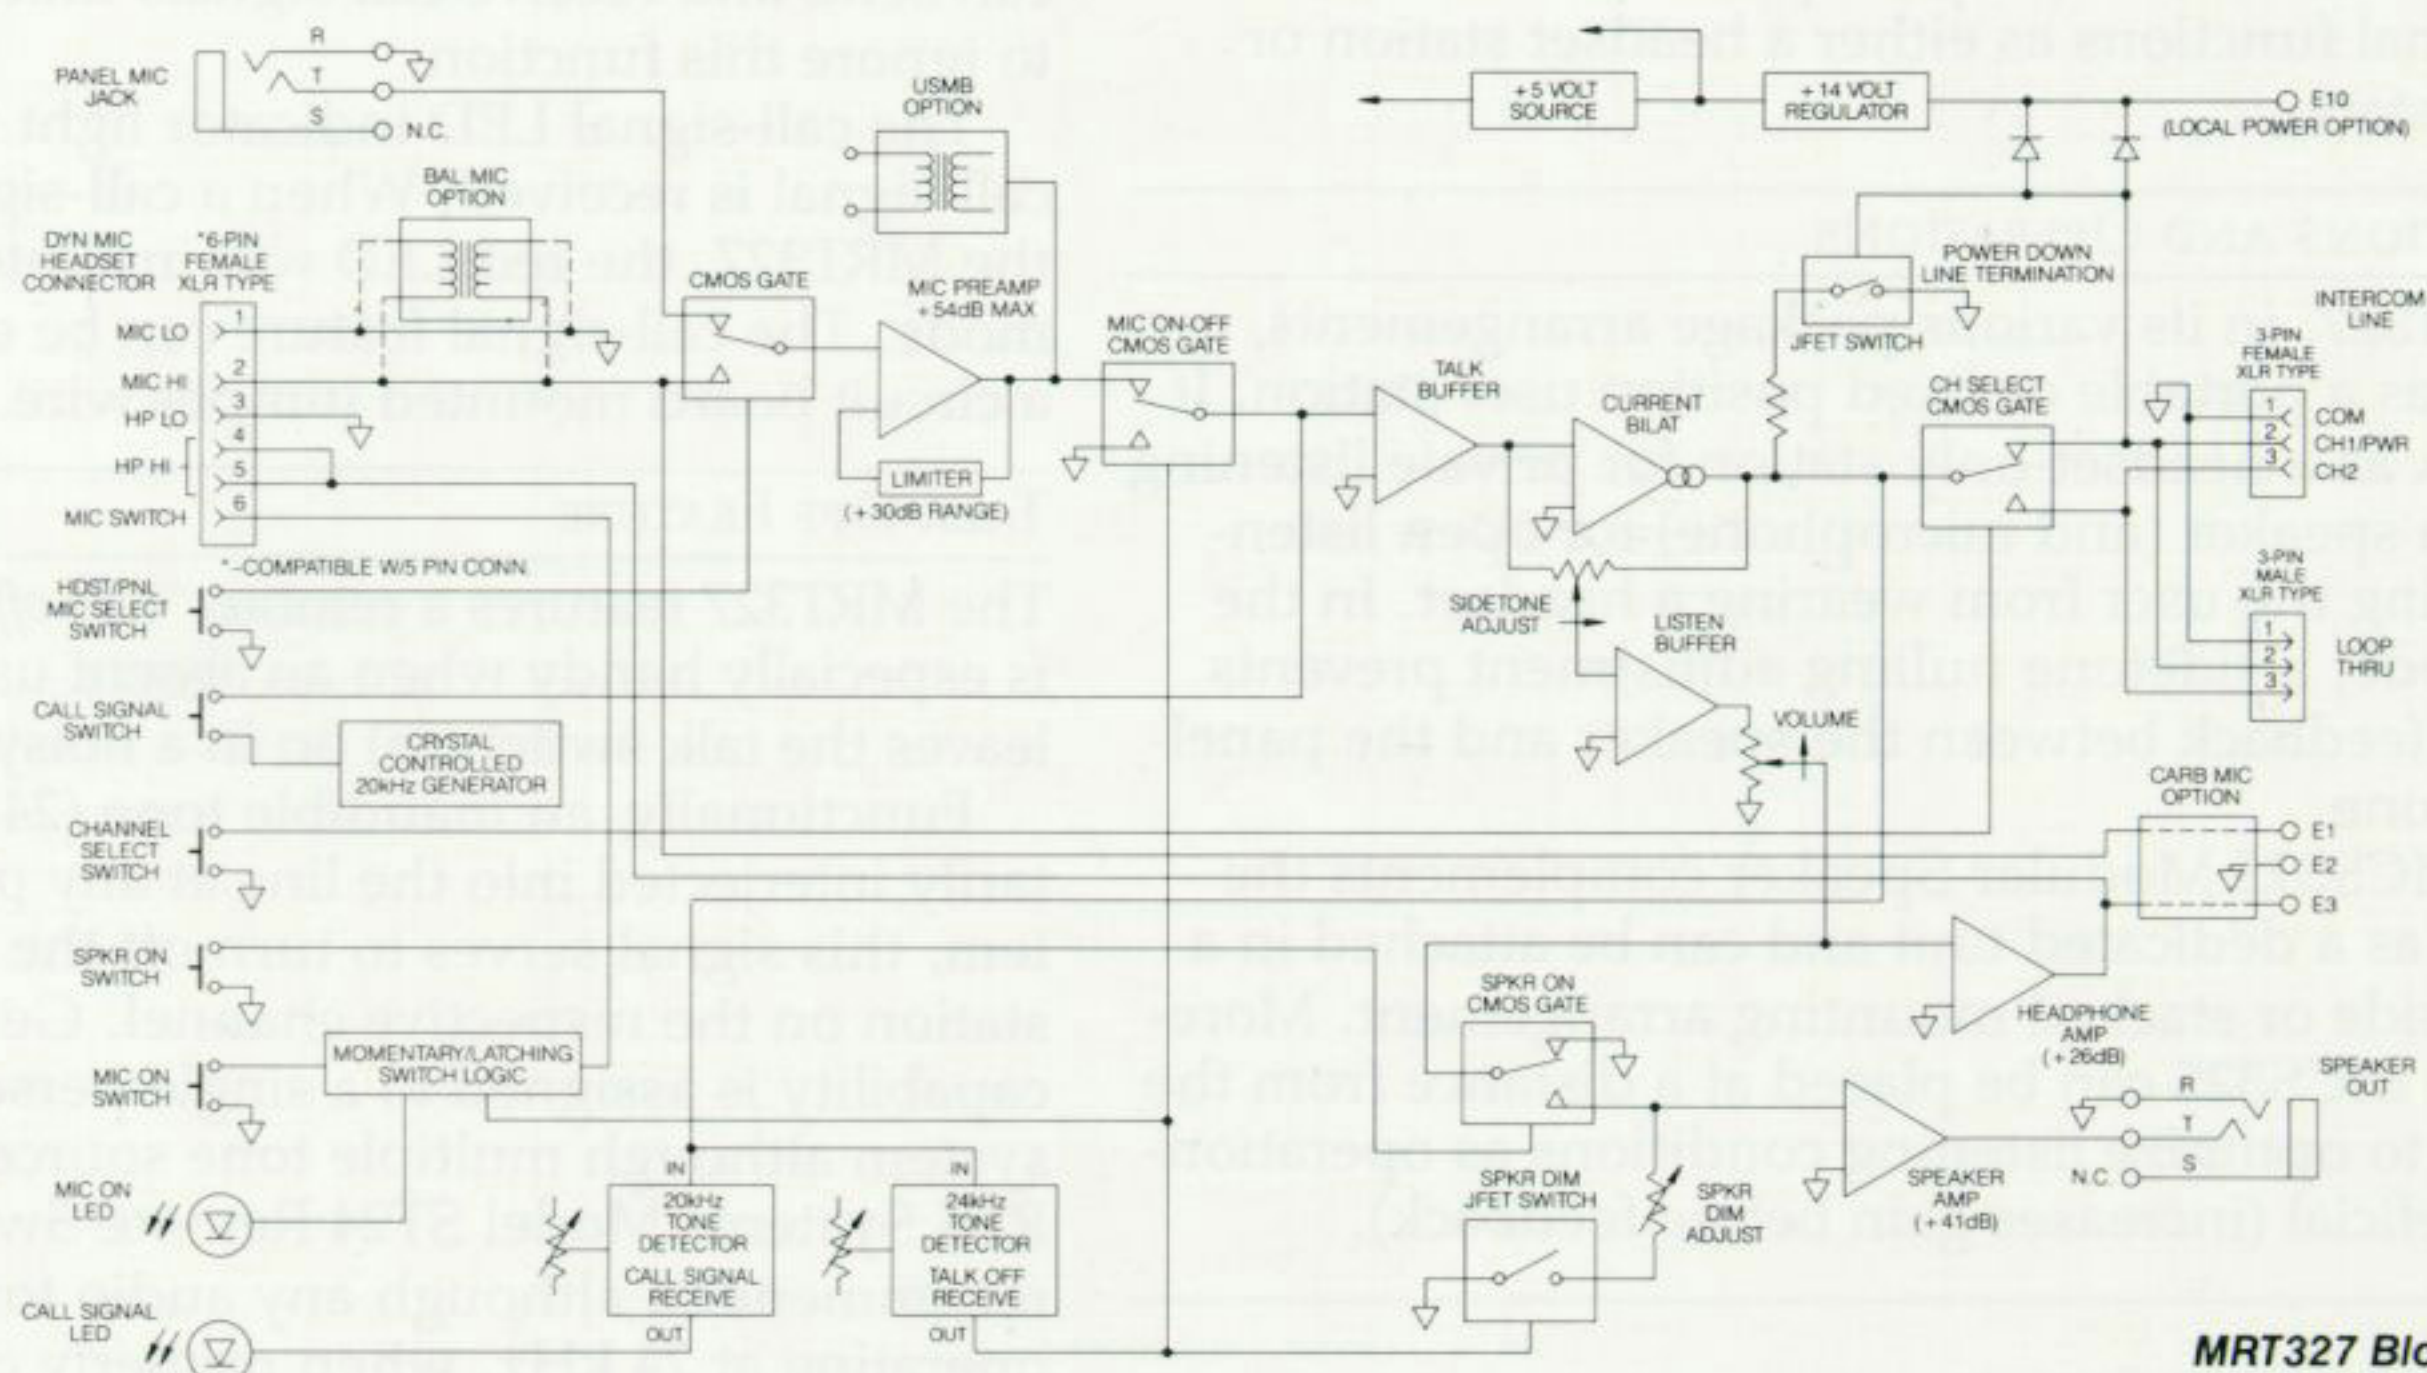 PANEL MIC
JACK
R
T
S
N.C.
BAL MIC
OPTION
USMB
OPTION
+5 VOLT
SOURCE
+14 VOLT
REGULATOR
E10
(LOCAL POWER OPTION)
DYN MIC
HEADSET
CONNECTOR
*6-PIN
FEMALE
XLR TYPE
MIC LO
MIC HI
HP LO
HP HI
MIC SWITCH
1
2
3
4
5
6
*-COMPATIBLE W/5 PIN CONN.
CMOS GATE
MIC PREAMP
+54dB MAX
LIMITER
(+30dB RANGE)
MIC ON-OFF
CMOS GATE
TALK
BUFFER
CURRENT
BILAT
POWER DOWN
LINE TERMINATION
JFET SWITCH
CH SELECT
CMOS GATE
INTERCOM
LINE
3-PIN
FEMALE
XLR TYPE
1
2
3
COM
CH1/PWR
CH2
3-PIN
MALE
XLR TYPE
1
2
3
LOOP
THRU
SIDETONE
ADJUST
LISTEN
BUFFER
VOLUME
HDST/PNL
MIC SELECT
SWITCH
CALL SIGNAL
SWITCH
CRYSTAL
CONTROLLED
20kHz GENERATOR
CHANNEL
SELECT
SWITCH
SPKR ON
SWITCH
MIC ON
SWITCH
MOMENTARY/LATCHING
SWITCH LOGIC
MIC ON
LED
CALL SIGNAL
LED
IN
20kHz
TONE
DETECTOR
CALL SIGNAL
RECEIVE
OUT
IN
24kHz
TONE
DETECTOR
TALK OFF
RECEIVE
OUT
CARB MIC
OPTION
E1
E2
E3
HEADPHONE
AMP
(+26dB)
SPKR ON
CMOS GATE
SPKR DIM
JFET SWITCH
SPKR
DIM
ADJUST
SPEAKER
AMP
(+41dB)
SPEAKER
OUT
R
T
S
N.C.
MRT327 Blo